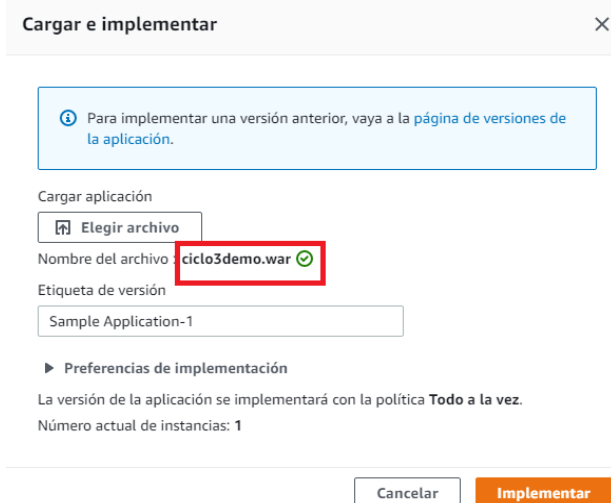 Cargar e implementar
Para implementar una versión anterior, vaya a la página de versiones de
la aplicación.
Cargar aplicación
Elegir archivo
Nombre del archivo : ciclo3demo.war
Etiqueta de versión
Sample Application-1
Preferencias de implementación
La versión de la aplicación se implementará con la política Todo a la vez.
Número actual de instancias: 1
Cancelar
Implementar